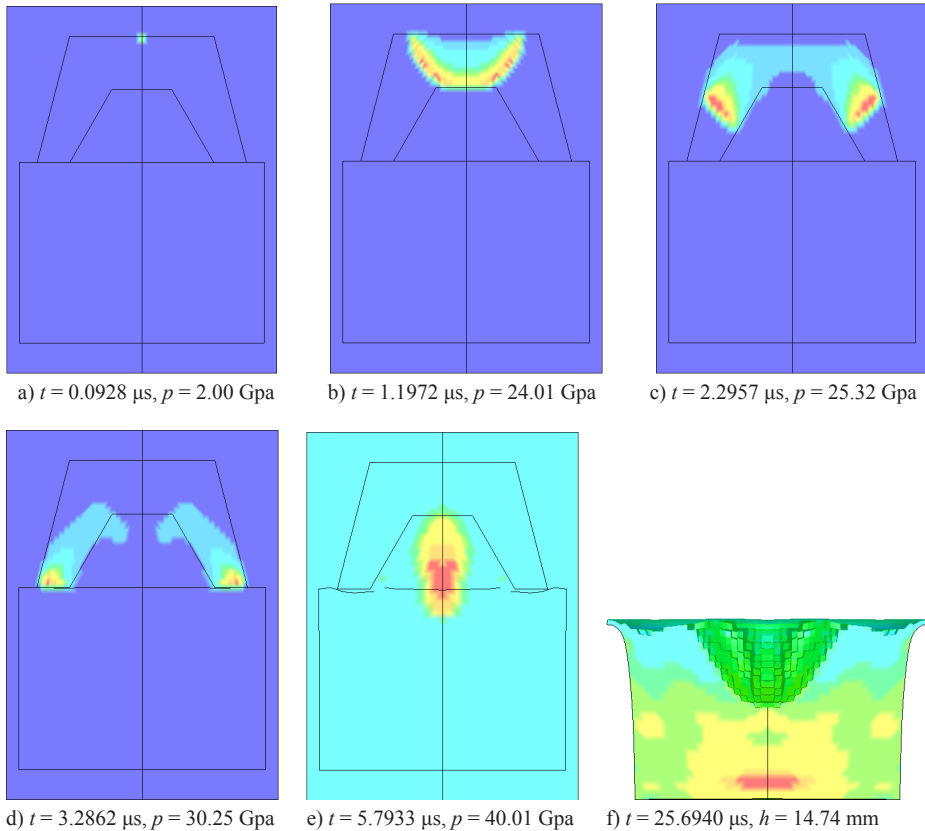 a) t = 0.0928 μs, p = 2.00 Gpa
b) t = 1.1972 μs, p = 24.01 Gpa
c) t = 2.2957 μs, p = 25.32 Gpa
d) t = 3.2862 μs, p = 30.25 Gpa
e) t = 5.7933 μs, p = 40.01 Gpa
f) t = 25.6940 μs, h = 14.74 mm